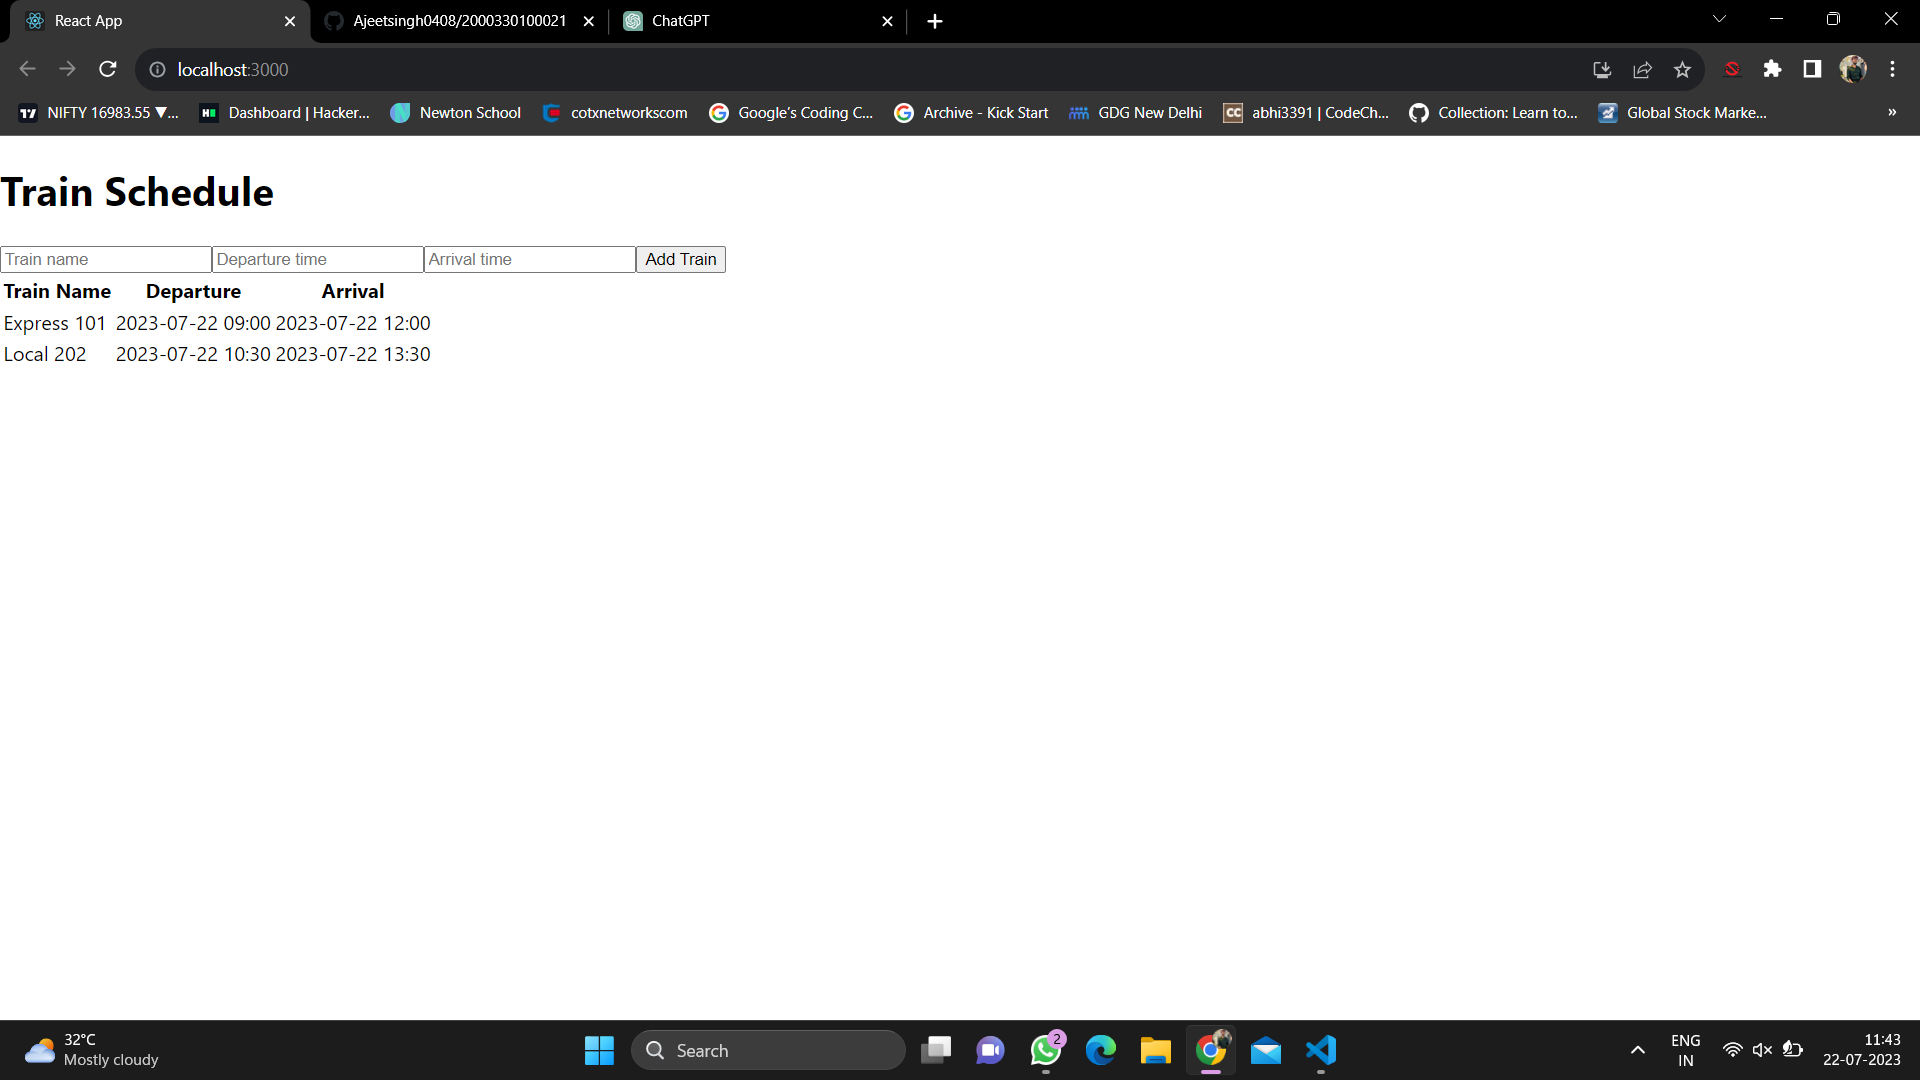 React App
Ajeetsingh0408/2000330100021
ChatGPT
localhost:3000
NIFTY 16983.55 ▼...
Dashboard | Hacker...
Newton School
cotxnetworkscom
Google's Coding C...
Archive - Kick Start
GDG New Delhi
CC
abhi3391 | CodeCh...
Collection: Learn to...
Global Stock Marke...
»
Train Schedule
Train name Departure time Arrival time Add Train
Train Name Departure Arrival
Express 101 2023-07-22 09:00 2023-07-22 12:00
Local 202 2023-07-22 10:30 2023-07-22 13:30
32°C
Mostly cloudy
Search
2
ENG
IN
11:43
22-07-2023